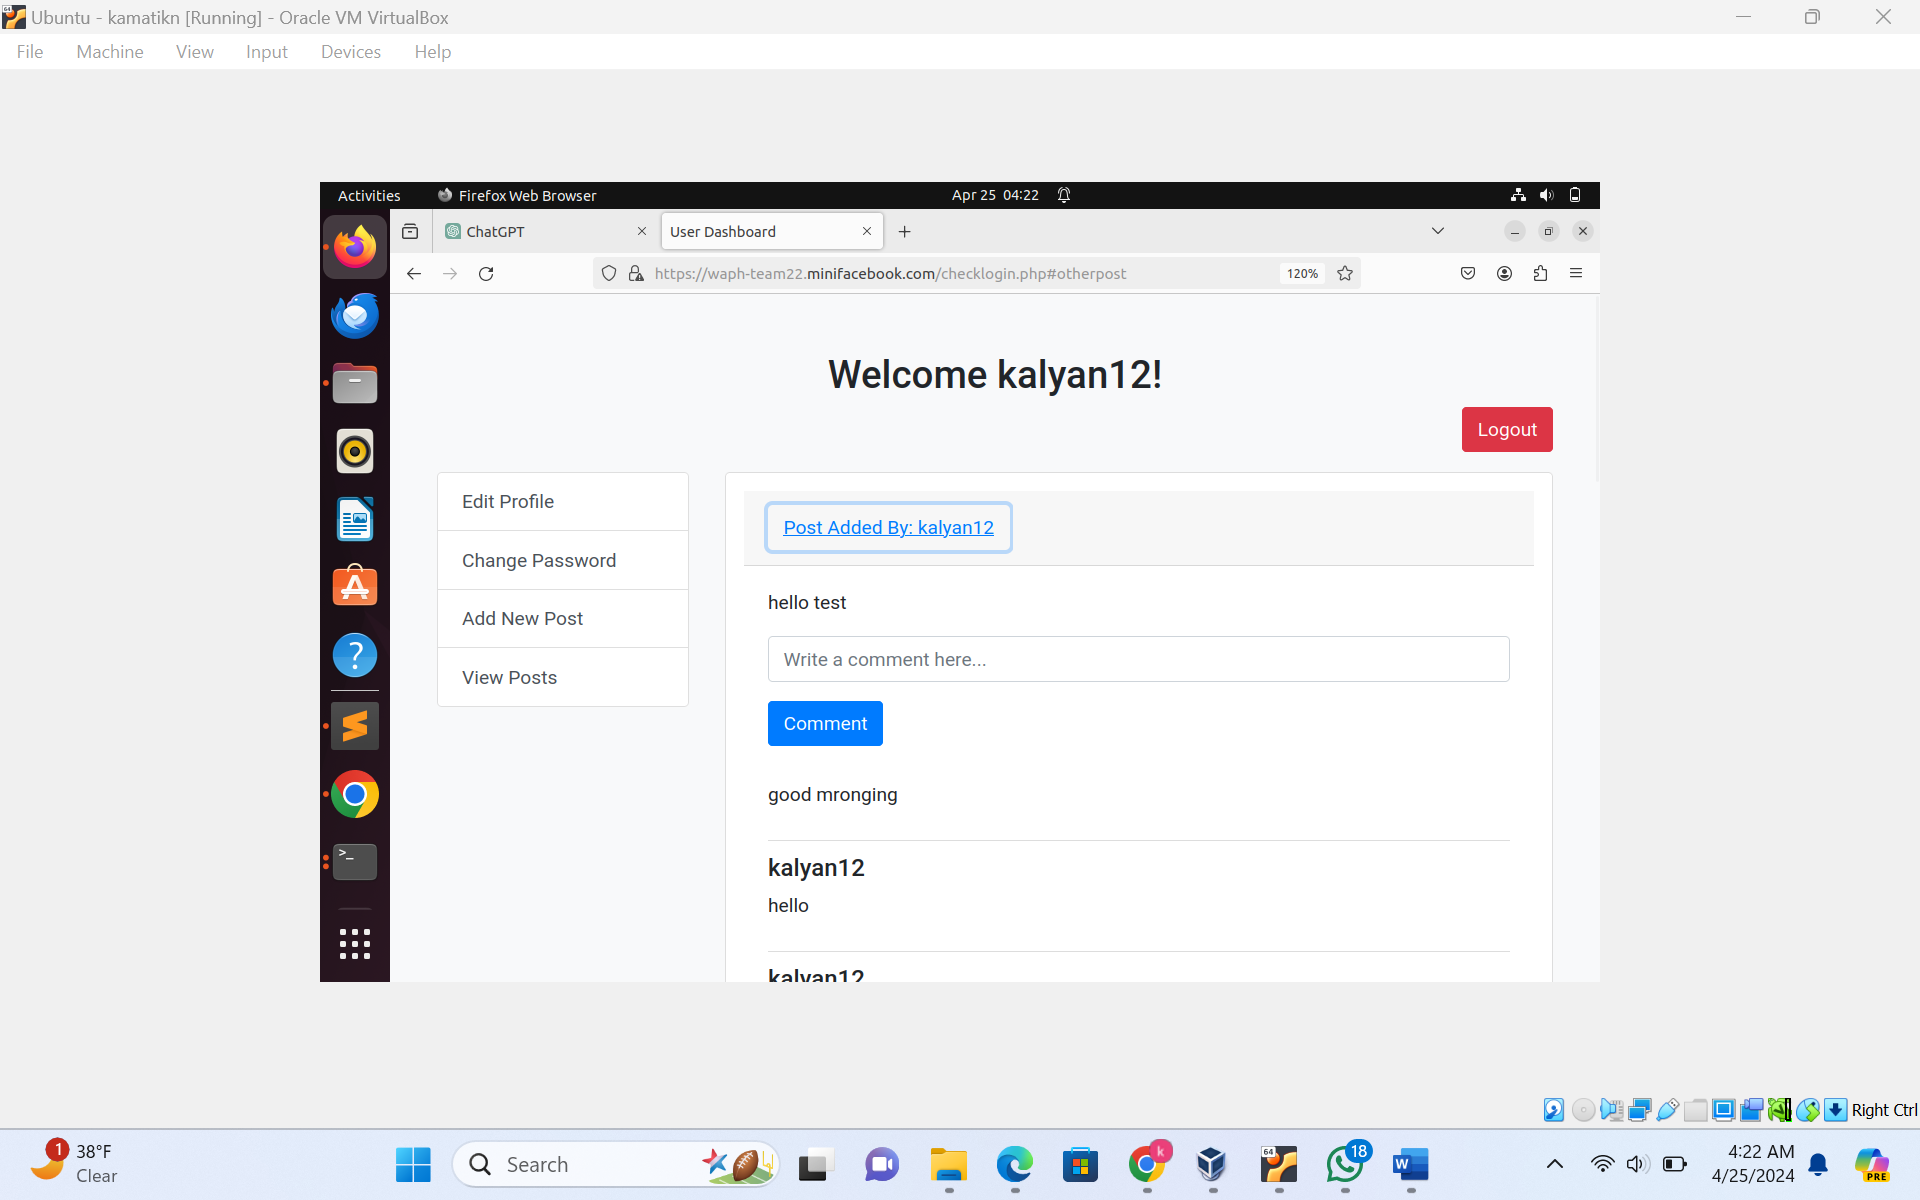 Ubuntu - kamatikn [Running] - Oracle VM VirtualBox
File Machine View Input Devices Help
Activities Firefox Web Browser Apr 25 04:22
ChatGPT User Dashboard
https://waph-team22.minifacebook.com/checklogin.php#otherpost 120%
Welcome kalyan12!
Logout
Edit Profile
Change Password
Add New Post
View Posts
Post Added By: kalyan12
hello test
Write a comment here...
Comment
good mronging
kalyan12
hello
kalyan12
Right Ctrl
1 38°F
Clear
Search
k
64
18
W
4:22 AM
4/25/2024
PRE